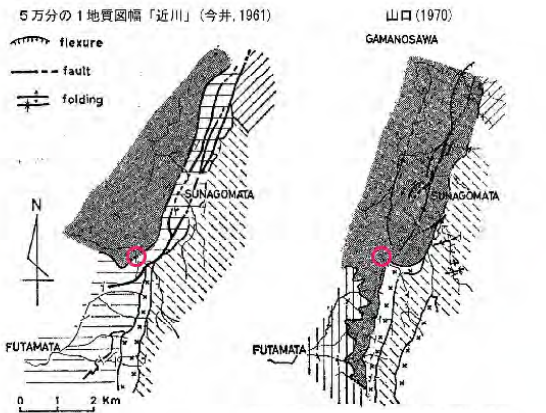 5万分の1地質図幅「近川」(今井,1961)
flexure
fault
folding
N
SUNAGOMATA
FUTAMATA
0 1 2 Km
山口(1970)
GAMANOSAWA
SUNAGOMATA
FUTAMATA